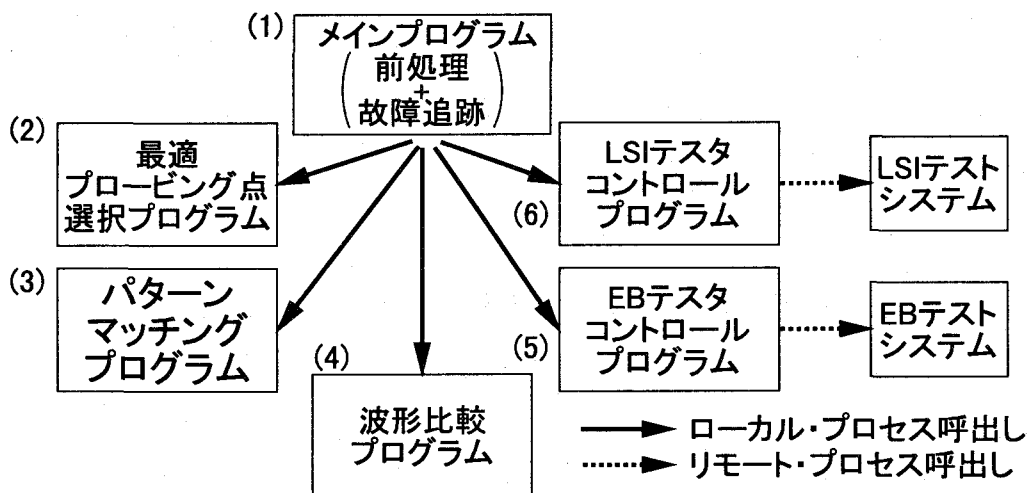 (1)
メインプログラム
前処理
+
故障追跡
(2)
最適
プロービング点
選択プログラム
(3)
パターン
マッチング
プログラム
(4)
波形比較
プログラム
(5)
EBテスタ
コントロール
プログラム
(6)
LSIテスタ
コントロール
プログラム
LSIテスト
システム
EBテスト
システム
ローカル・プロセス呼出し
リモート・プロセス呼出し